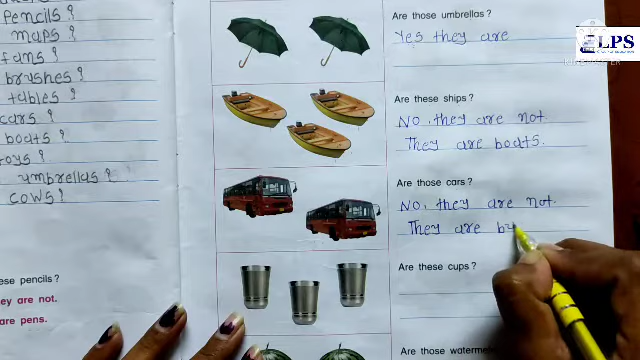 Pencils?
maps?
fans?
brushes?
tables?
cars?
boats?
toys?
umbrellas?
cows?
these pencils?
hey are not.
are pens.
Are those umbrellas?
Yes they are
Are these ships?
No, they are not.
They are boats.
Are those cars?
No, they are not.
They are b
Are these cups?
Are those waterme
LPS